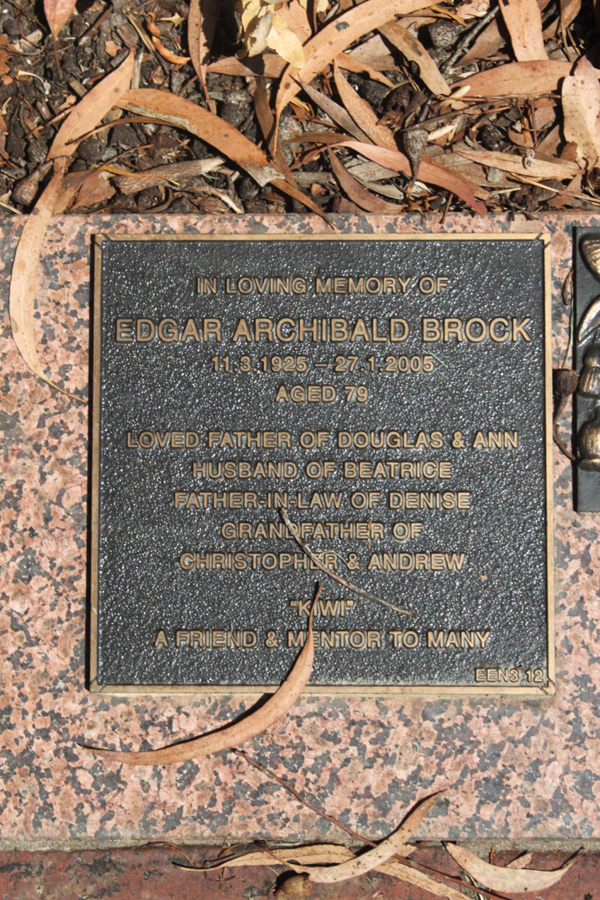 IN LOVING MEMORY OF
EDGAR ARCHIBALD BROCK
11.3.1925 – 27.1.2005
AGED 79
LOVED FATHER OF DOUGLAS & ANN
HUSBAND OF BEATRICE
FATHER-IN-LAW OF DENISE
GRANDFATHER OF
CHRISTOPHER & ANDREW
"KIWI"
A FRIEND & MENTOR TO MANY
EENS 12